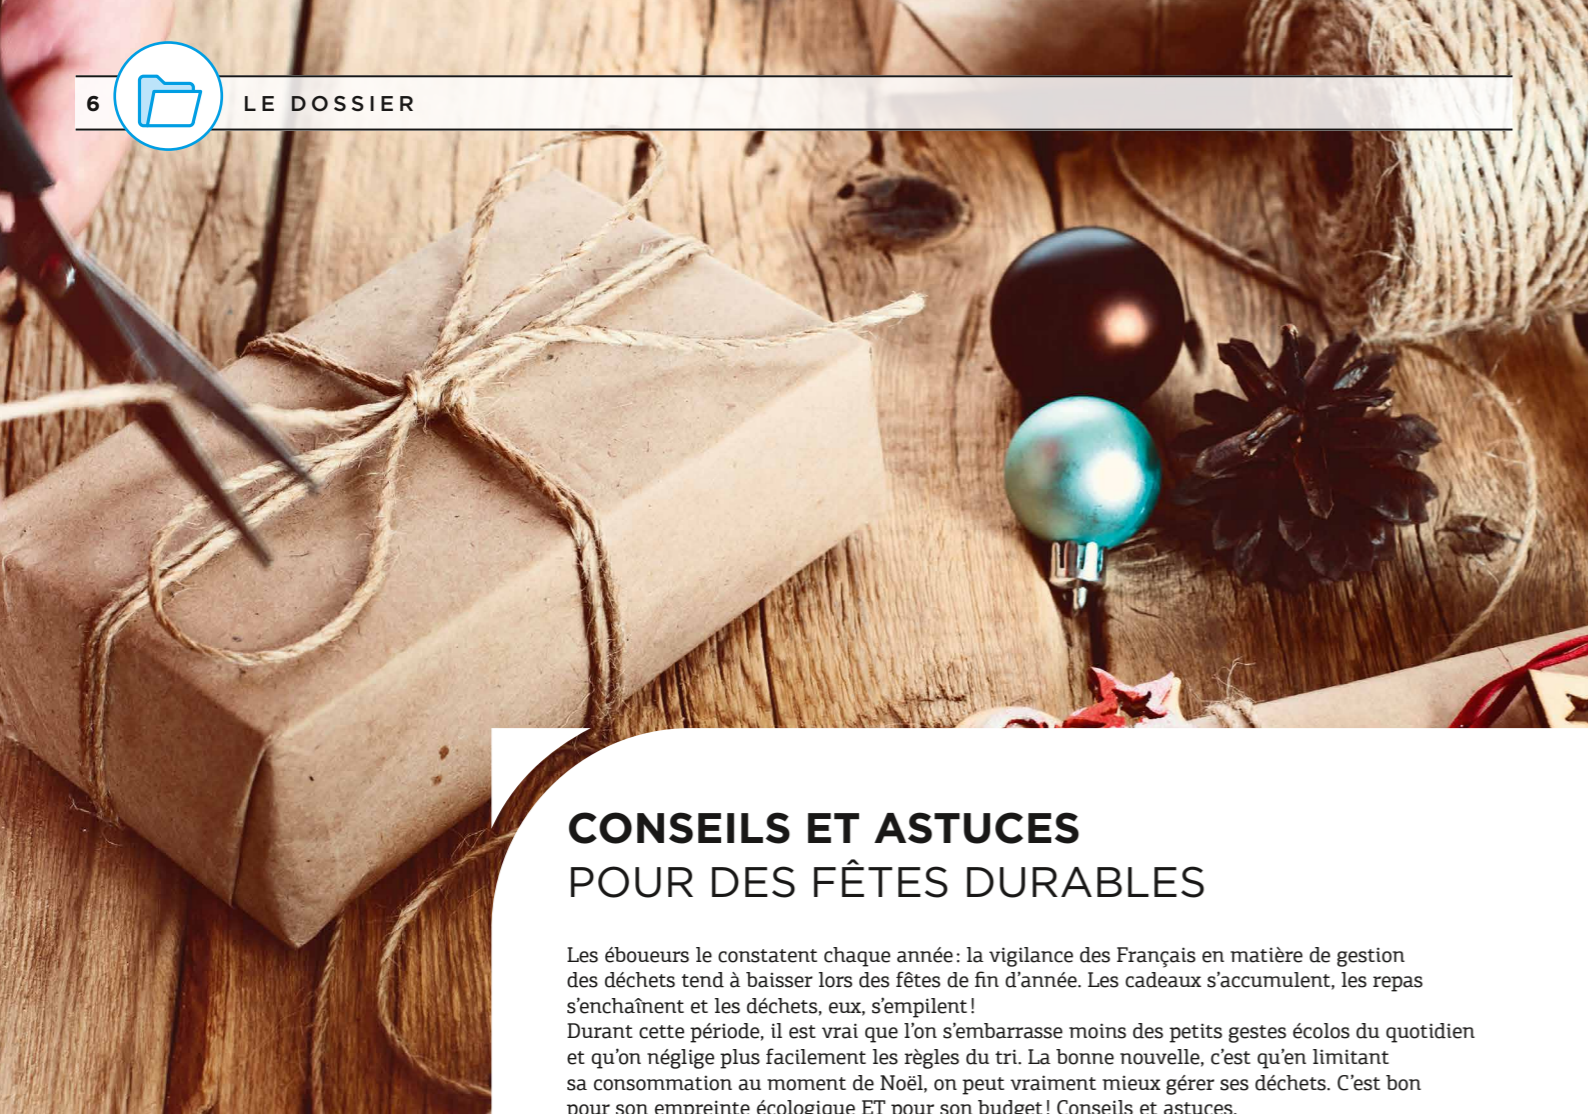 6
LE DOSSIER
CONSEILS ET ASTUCES
POUR DES FÊTES DURABLES
Les éboueurs le constatent chaque année : la vigilance des Français en matière de gestion
des déchets tend à baisser lors des fêtes de fin d’année. Les cadeaux s’accumulent, les repas
s’enchaînent et les déchets, eux, s’empilent !
Durant cette période, il est vrai que l’on s’embarrasse moins des petits gestes écolos du quotidien
et qu’on néglige plus facilement les règles du tri. La bonne nouvelle, c’est qu’en limitant
sa consommation au moment de Noël, on peut vraiment mieux gérer ses déchets. C’est bon
pour son empreinte écologique ET pour son budget ! Conseils et astuces.